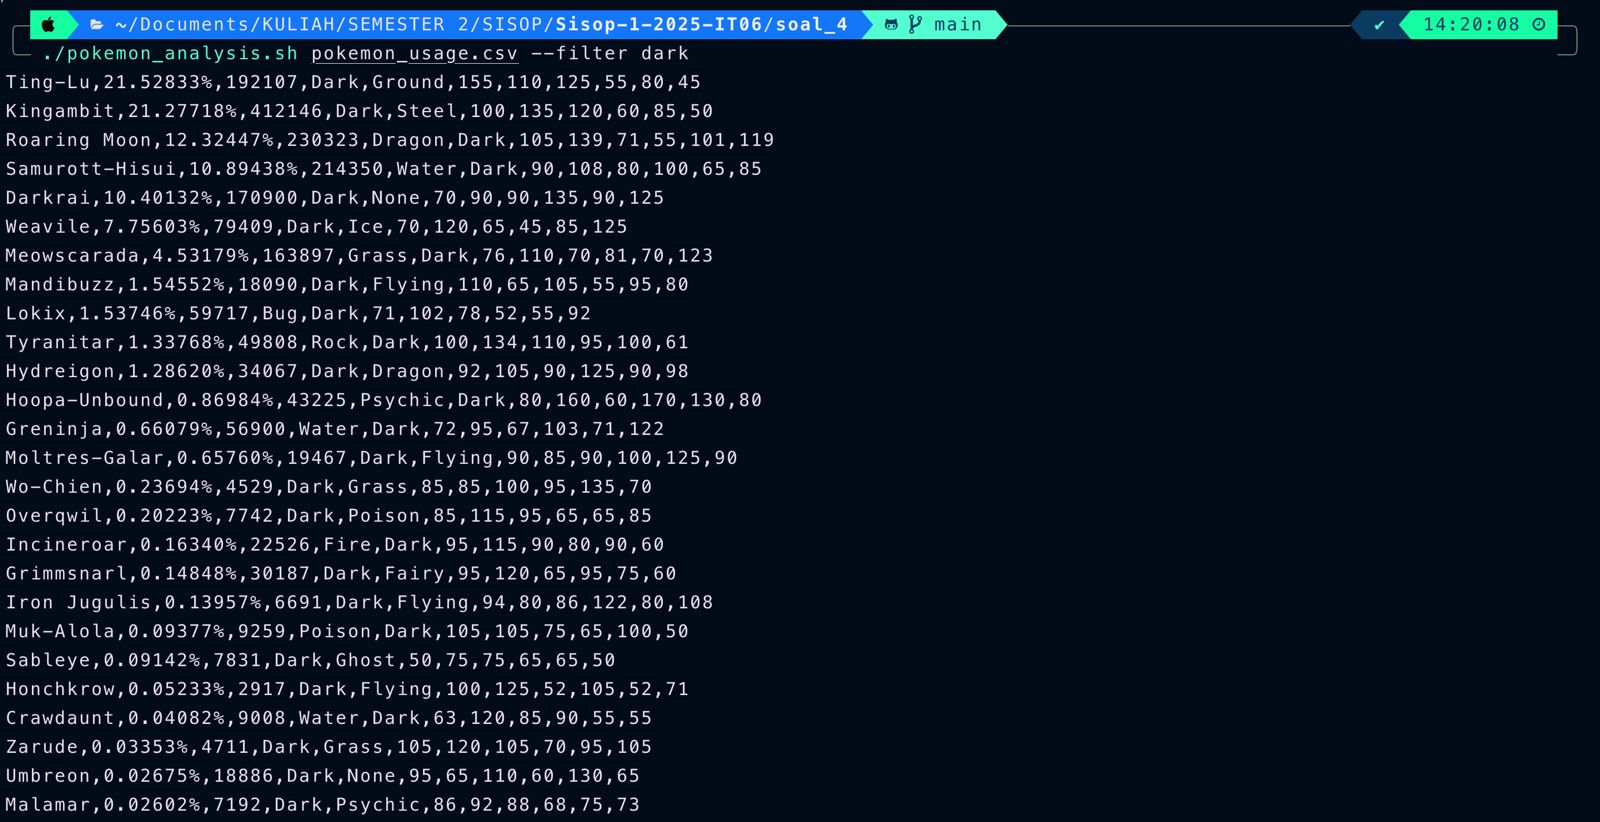 ~/Documents/KULIAH/SEMESTER 2/SISOP/Sisop-1-2025-IT06/soal_4 main ✔ 14:20:08
./pokemon_analysis.sh pokemon_usage.csv --filter dark
Ting-Lu,21.52833%,192107,Dark,Ground,155,110,125,55,80,45
Kingambit,21.27718%,412146,Dark,Steel,100,135,120,60,85,50
Roaring Moon,12.32447%,230323,Dragon,Dark,105,139,71,55,101,119
Samurott-Hisui,10.89438%,214350,Water,Dark,90,108,80,100,65,85
Darkrai,10.40132%,170900,Dark,None,70,90,90,135,90,125
Weavile,7.75603%,79409,Dark,Ice,70,120,65,45,85,125
Meowscarada,4.53179%,163897,Grass,Dark,76,110,70,81,70,123
Mandibuzz,1.54552%,18090,Dark,Flying,110,65,105,55,95,80
Lokix,1.53746%,59717,Bug,Dark,71,102,78,52,55,92
Tyranitar,1.33768%,49808,Rock,Dark,100,134,110,95,100,61
Hydreigon,1.28620%,34067,Dark,Dragon,92,105,90,125,90,98
Hoopa-Unbound,0.86984%,43225,Psychic,Dark,80,160,60,170,130,80
Greninja,0.66079%,56900,Water,Dark,72,95,67,103,71,122
Moltres-Galar,0.65760%,19467,Dark,Flying,90,85,90,100,125,90
Wo-Chien,0.23694%,4529,Dark,Grass,85,85,100,95,135,70
Overqwil,0.20223%,7742,Dark,Poison,85,115,95,65,65,85
Incineroar,0.16340%,22526,Fire,Dark,95,115,90,80,90,60
Grimmsnarl,0.14848%,30187,Dark,Fairy,95,120,65,95,75,60
Iron Jugulis,0.13957%,6691,Dark,Flying,94,80,86,122,80,108
Muk-Alola,0.09377%,9259,Poison,Dark,105,105,75,65,100,50
Sableye,0.09142%,7831,Dark,Ghost,50,75,75,65,65,50
Honchkrow,0.05233%,2917,Dark,Flying,100,125,52,105,52,71
Crawdaunt,0.04082%,9008,Water,Dark,63,120,85,90,55,55
Zarude,0.03353%,4711,Dark,Grass,105,120,105,70,95,105
Umbreon,0.02675%,18886,Dark,None,95,65,110,60,130,65
Malamar,0.02602%,7192,Dark,Psychic,86,92,88,68,75,73